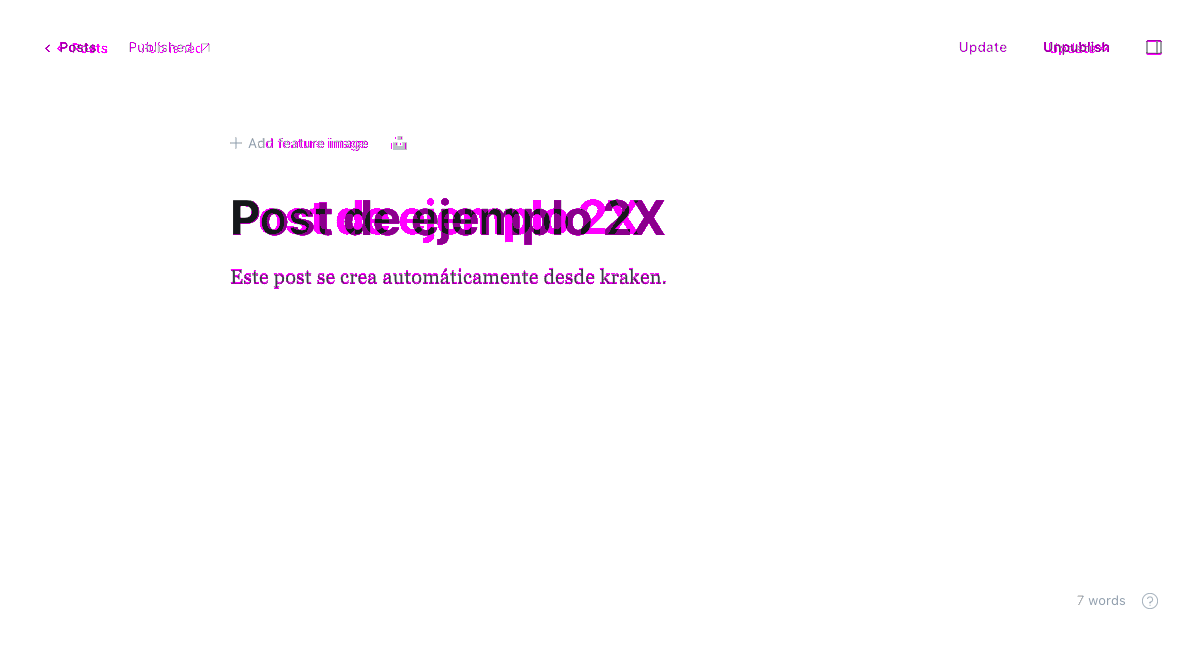 Posts Published Update Unpublish
Add feature image
Post de ejemplo 2X
Este post se crea automáticamente desde kraken.
7 words